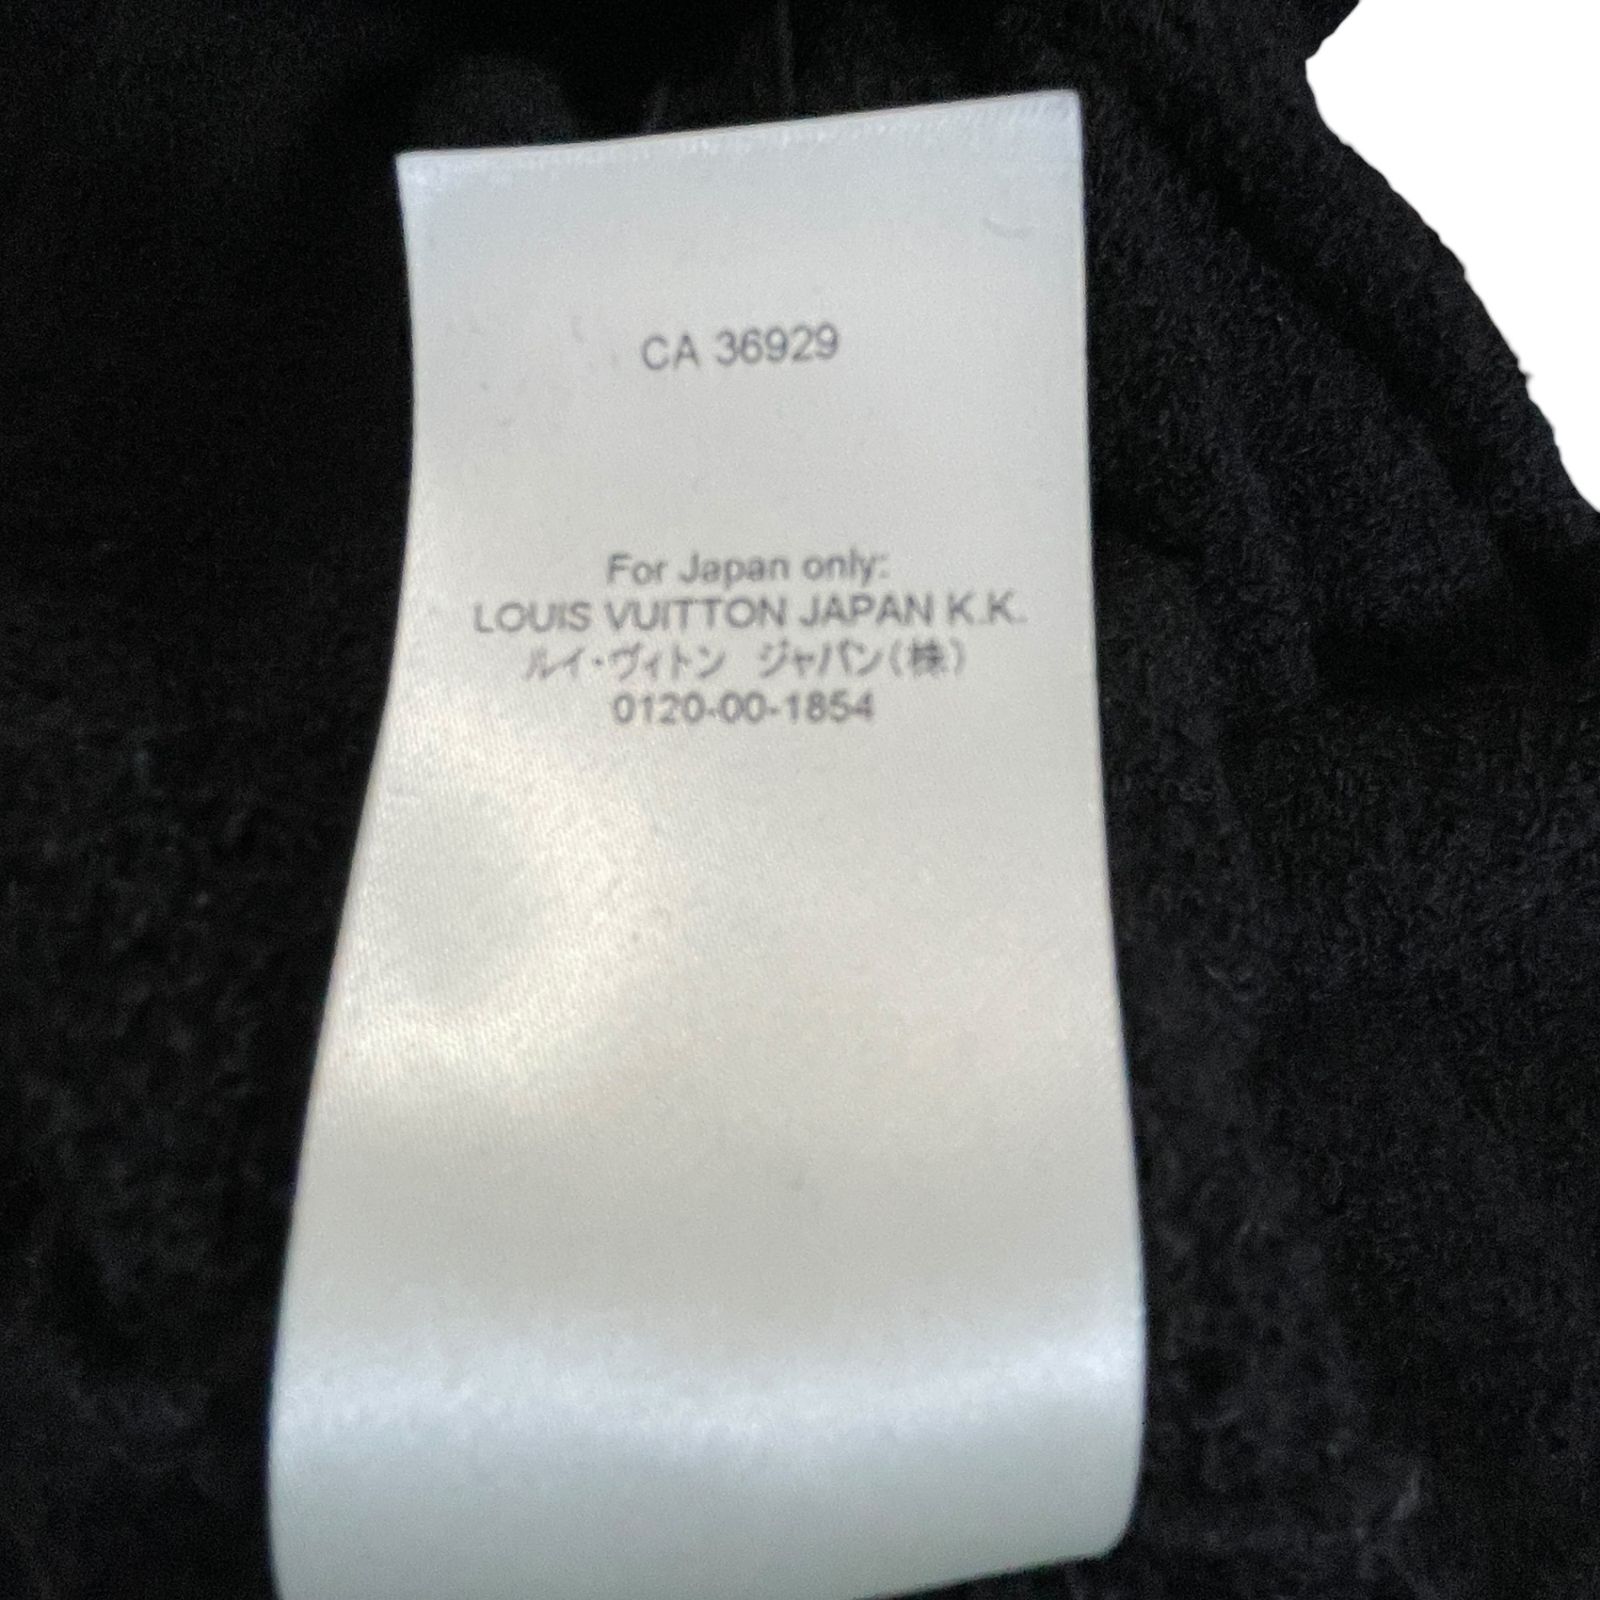 CA 36929
For Japan only:
LOUIS VUITTON JAPAN K.K.
ルイ・ヴィトン ジャパン(株)
0120-00-1854